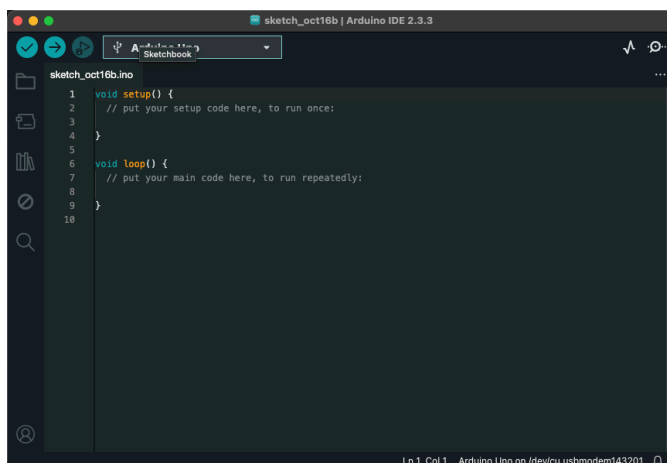 sketch_oct16b | Arduino IDE 2.3.3
Arduino Uno
Sketchbook
sketch_oct16b.ino
1 void setup() {
2 // put your setup code here, to run once:
3
4 }
5
6 void loop() {
7 // put your main code here, to run repeatedly:
8
9 }
10
Ln 1, Col 1 Arduino Uno on /dev/cu.usbmodem143201